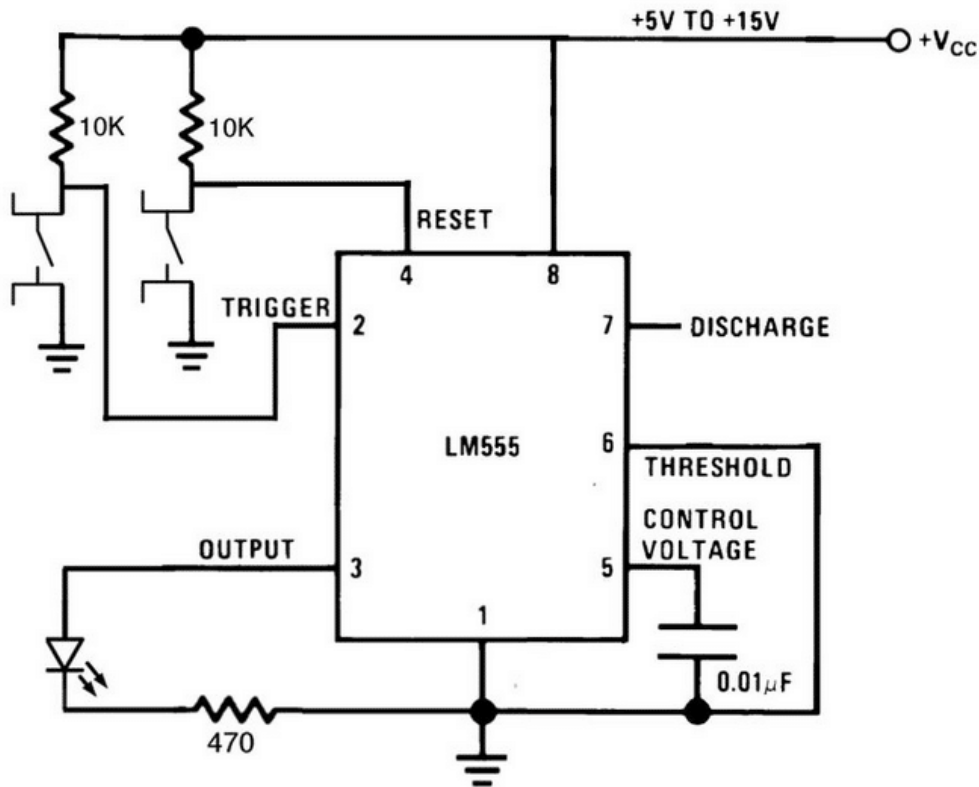 +5V TO +15V
+VCC
10K
10K
RESET
4
8
TRIGGER
2
7
DISCHARGE
LM555
6
THRESHOLD
CONTROL
VOLTAGE
OUTPUT
3
5
1
0.01μF
470